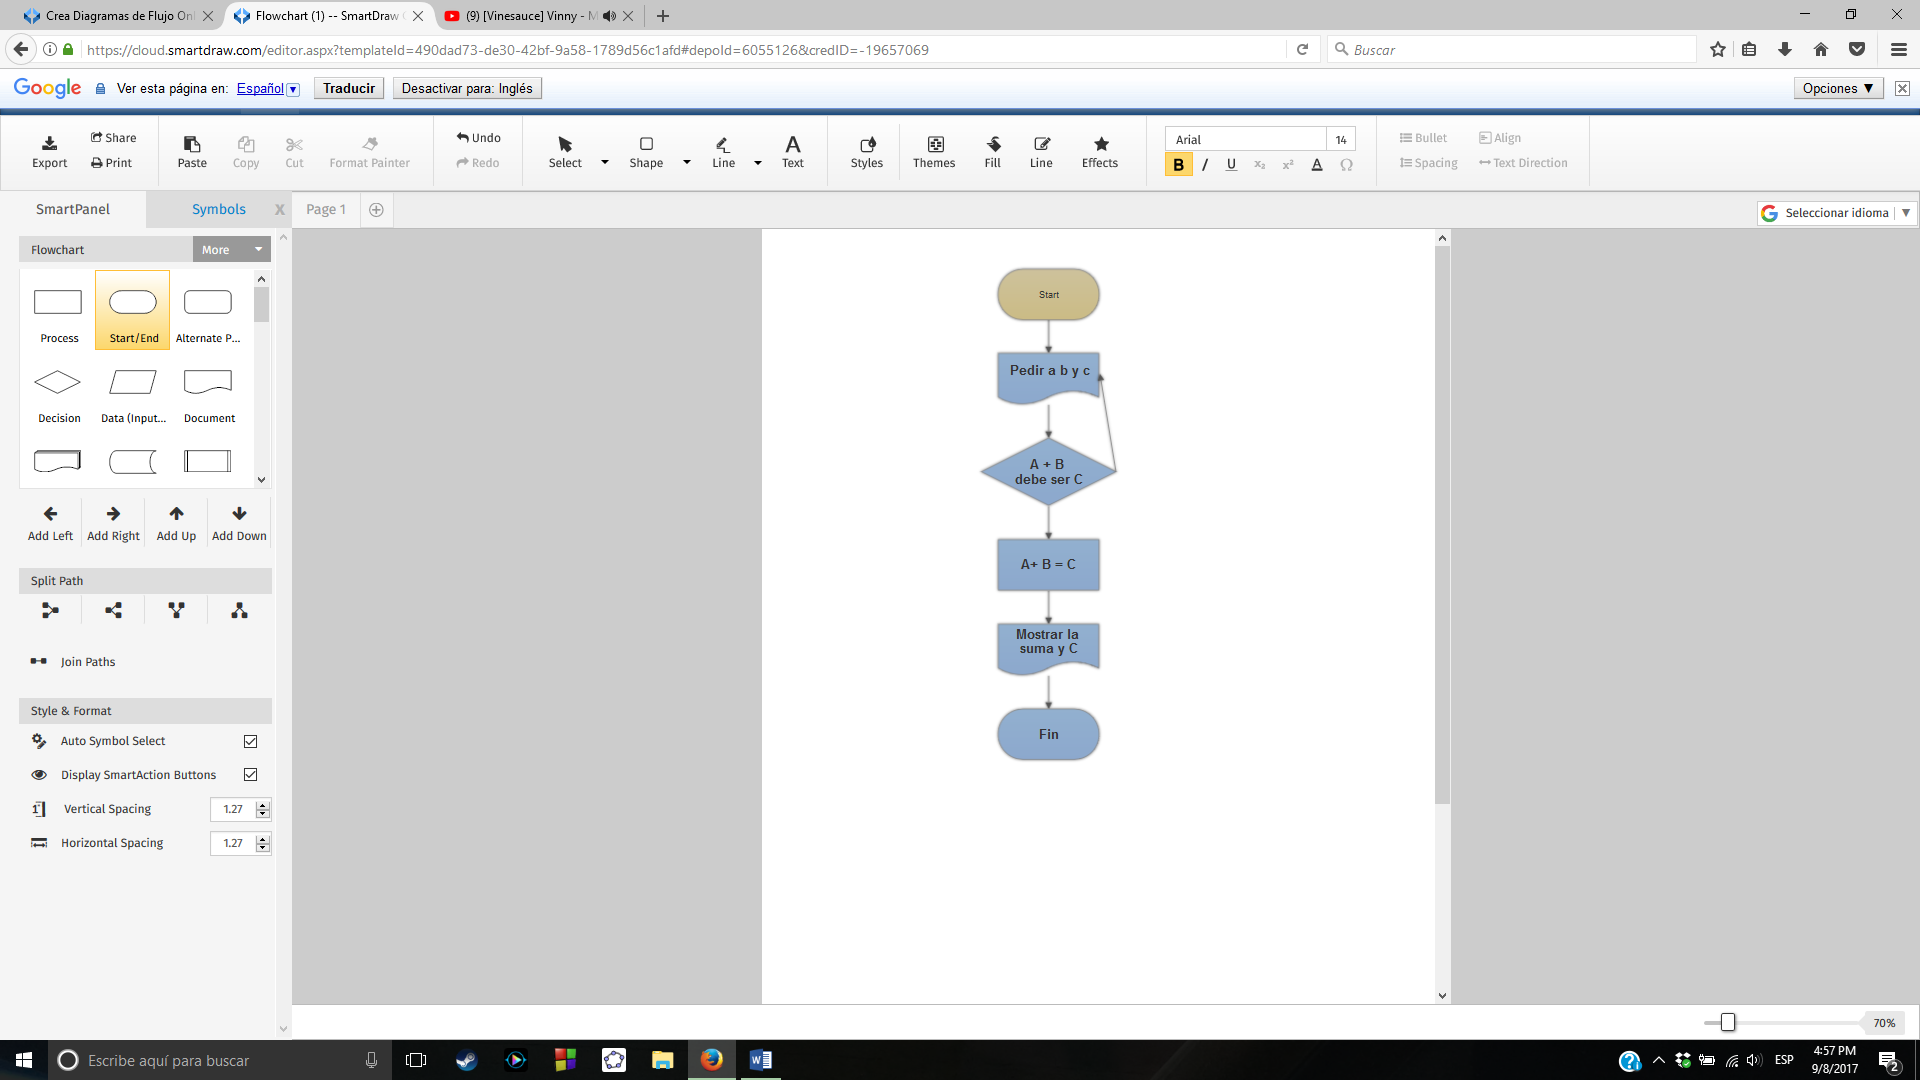 Crea Diagramas de Flujo Onl
Flowchart (1) -- SmartDraw
(9) [Vinesauce] Vinny - M
https://cloud.smartdraw.com/editor.aspx?templateId=490dad73-de30-42bf-9a58-1789d56c1afd#depoId=6055126&credID=-19657069
Buscar
Google Ver esta página en: Español Traducir Desactivar para: Inglés Opciones ▼
Export
Share
Print
Paste
Copy
Cut
Format Painter
Undo
Redo
Select
Shape
Line
Text
Styles
Themes
Fill
Line
Effects
Arial 14
B I U x₂ x² A Ω
Bullet
Align
Spacing
Text Direction
SmartPanel Symbols X
Page 1
Seleccionar idioma ▼
Flowchart More
Process Start/End Alternate P...
Decision Data (Input... Document
Add Left Add Right Add Up Add Down
Split Path
Join Paths
Style & Format
Auto Symbol Select
Display SmartAction Buttons
Vertical Spacing 1.27
Horizontal Spacing 1.27
Start
Pedir a b y c
A + B
debe ser C
A+ B = C
Mostrar la
suma y C
Fin
70%
Escribe aquí para buscar
ESP
4:57 PM
9/8/2017
2